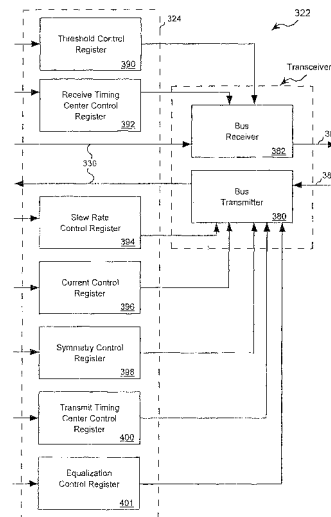 322
324
Threshold Control
Register
390
Transceiver
Receive Timing
Center Control
Register
392
Bus
Receiver
382
330
Bus
Transmitter
380
Slew Rate
Control Register
394
Current Control
Register
396
Symmetry Control
Register
398
Transmit Timing
Center Control
Register
400
Equalization
Control Register
401